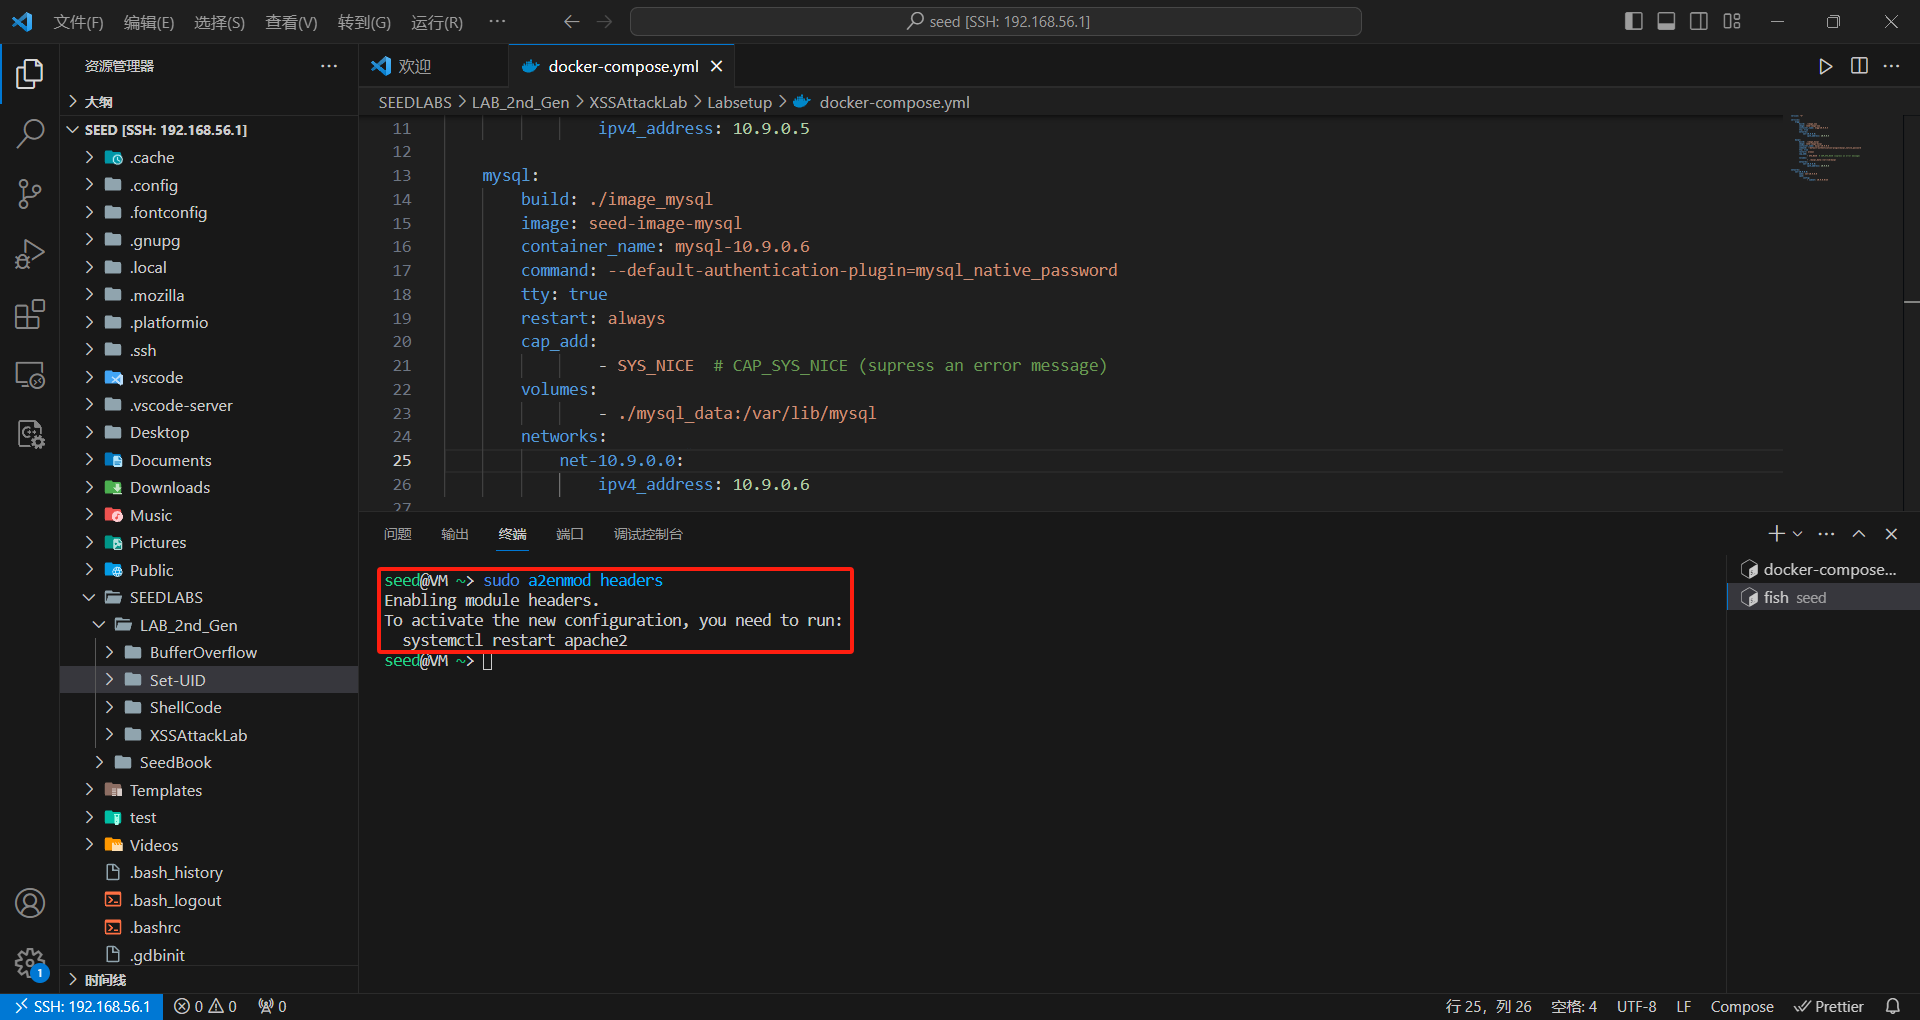 文件(F) 编辑(E) 选择(S) 查看(V) 转到(G) 运行(R) ···
seed [SSH: 192.168.56.1]
资源管理器
大纲
SEED [SSH: 192.168.56.1]
.cache
.config
.fontconfig
.gnupg
.local
.mozilla
.platformio
.ssh
.vscode
.vscode-server
Desktop
Documents
Downloads
Music
Pictures
Public
SEEDLABS
LAB_2nd_Gen
BufferOverflow
Set-UID
ShellCode
XSSAttackLab
SeedBook
Templates
test
Videos
.bash_history
.bash_logout
.bashrc
.gdbinit
时间线
1
欢迎 docker-compose.yml
SEEDLABS > LAB_2nd_Gen > XSSAttackLab > Labsetup > docker-compose.yml
11 ipv4_address: 10.9.0.5
12
13 mysql:
14 build: ./image_mysql
15 image: seed-image-mysql
16 container_name: mysql-10.9.0.6
17 command: --default-authentication-plugin=mysql_native_password
18 tty: true
19 restart: always
20 cap_add:
21 - SYS_NICE # CAP_SYS_NICE (supress an error message)
22 volumes:
23 - ./mysql_data:/var/lib/mysql
24 networks:
25 net-10.9.0.0:
26 ipv4_address: 10.9.0.6
27
问题 输出 终端 端口 调试控制台
seed@VM ~> sudo a2enmod headers
Enabling module headers.
To activate the new configuration, you need to run:
systemctl restart apache2
seed@VM ~>
docker-compose...
fish seed
SSH: 192.168.56.1 0 0 0
行 25，列 26 空格: 4 UTF-8 LF Compose Prettier